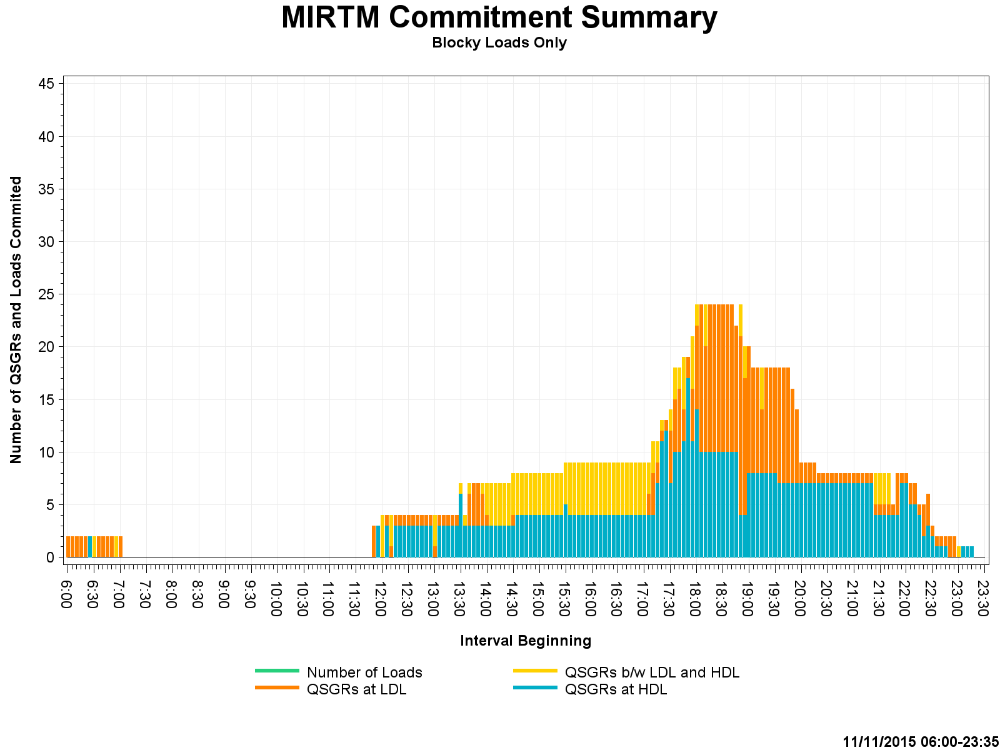 MIRTM Commitment Summary
Blocky Loads Only
Number of QSGRs and Loads Commited
45
40
35
30
25
20
15
10
5
0
6:00 6:30 7:00 7:30 8:00 8:30 9:00 9:30 10:00 10:30 11:00 11:30 12:00 12:30 13:00 13:30 14:00 14:30 15:00 15:30 16:00 16:30 17:00 17:30 18:00 18:30 19:00 19:30 20:00 20:30 21:00 21:30 22:00 22:30 23:00 23:30
Interval Beginning
Number of Loads QSGRs b/w LDL and HDL
QSGRs at LDL QSGRs at HDL
11/11/2015 06:00-23:35